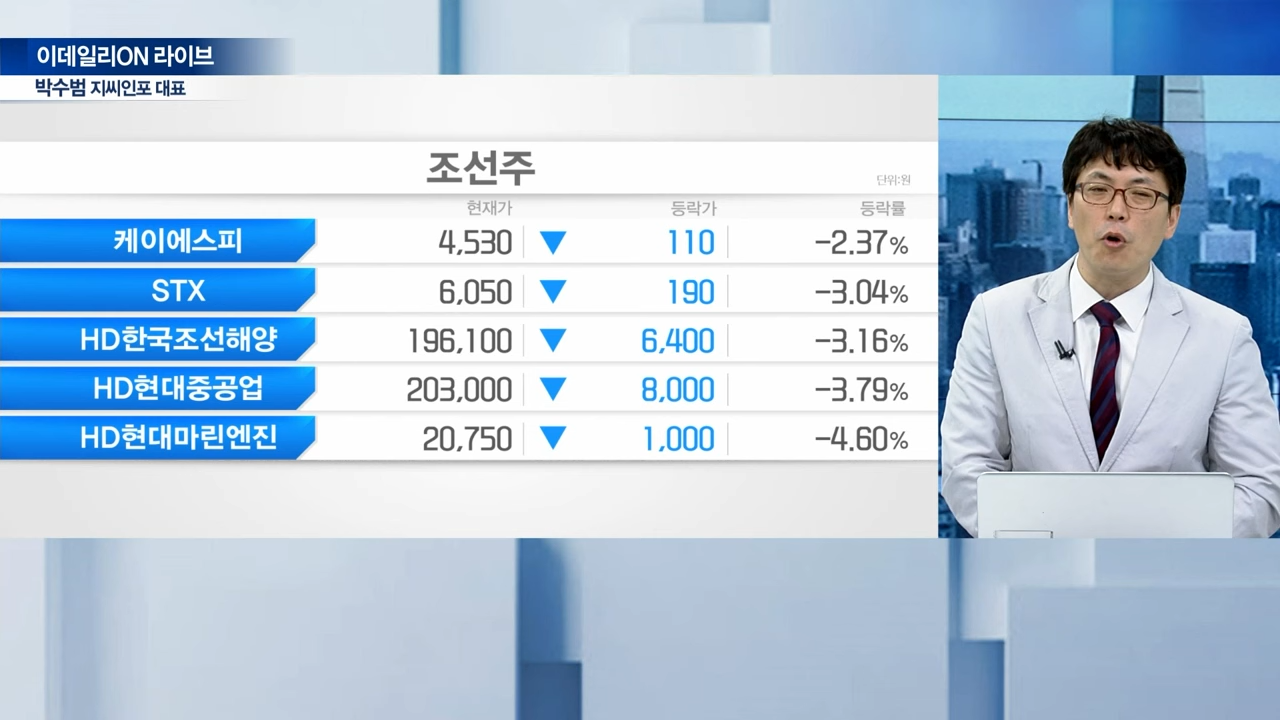 이데일리ON 라이브
박수범 지씨인포 대표
조선주
단위:원
현재가 등락가 등락률
케이에스피 4,530 ▼ 110 -2.37%
STX 6,050 ▼ 190 -3.04%
HD한국조선해양 196,100 ▼ 6,400 -3.16%
HD현대중공업 203,000 ▼ 8,000 -3.79%
HD현대마린엔진 20,750 ▼ 1,000 -4.60%